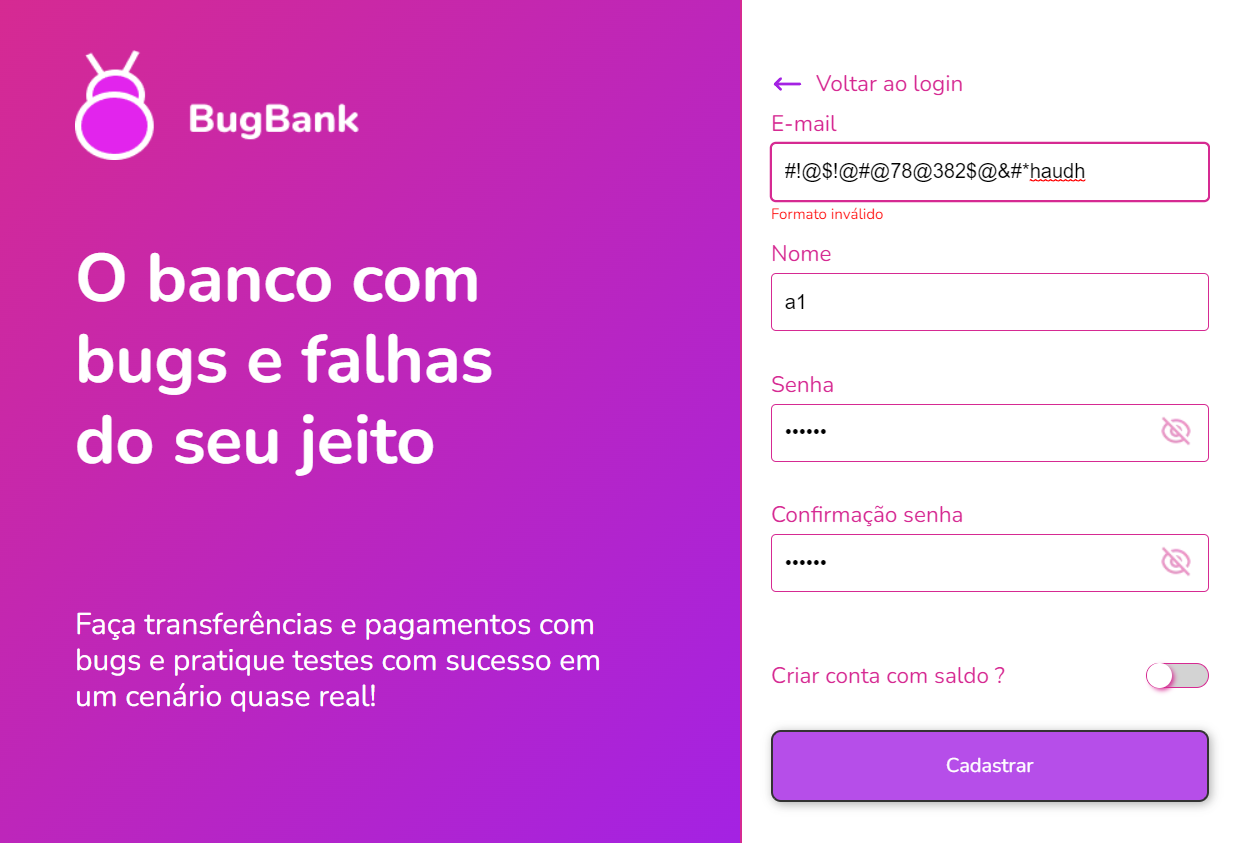 BugBank
O banco com
bugs e falhas
do seu jeito
Faça transferências e pagamentos com
bugs e pratique testes com sucesso em
um cenário quase real!
Voltar ao login
E-mail
#!@$!@#@78@382$@&#*haudh
Formato inválido
Nome
a1
Senha
••••••
Confirmação senha
••••••
Criar conta com saldo ?
Cadastrar